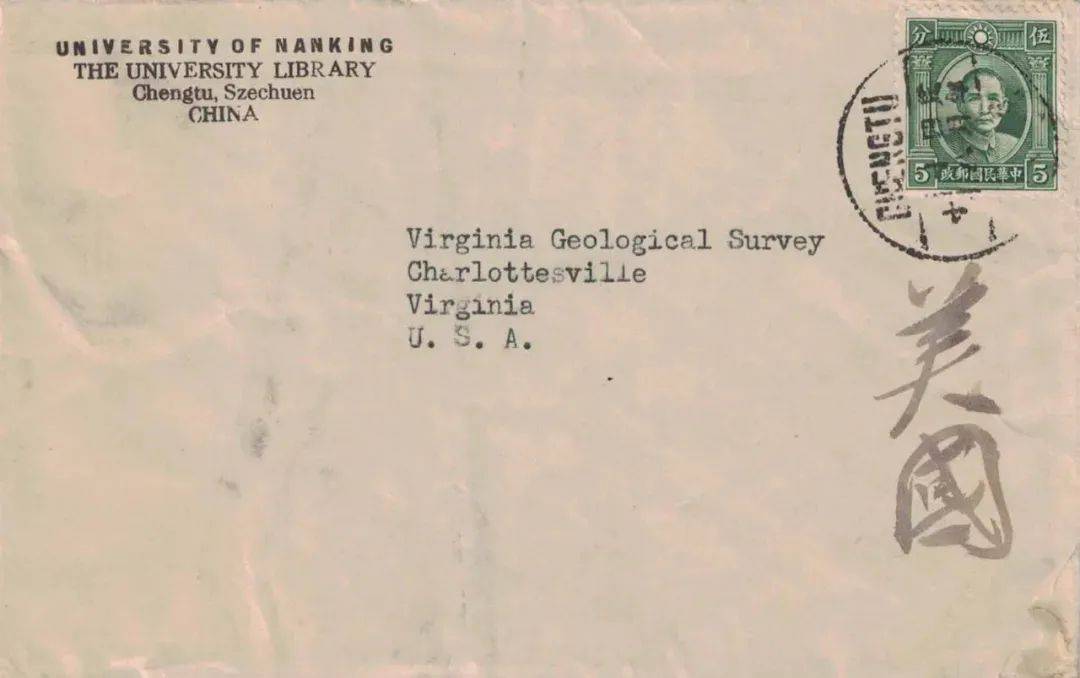 UNIVERSITY OF NANKING
THE UNIVERSITY LIBRARY
Chengtu, Szechuen
CHINA
分 伍
5 政郵國民華中 5
CHENGTU
Virginia Geological Survey
Charlottesville
Virginia
U. S. A.
美
國